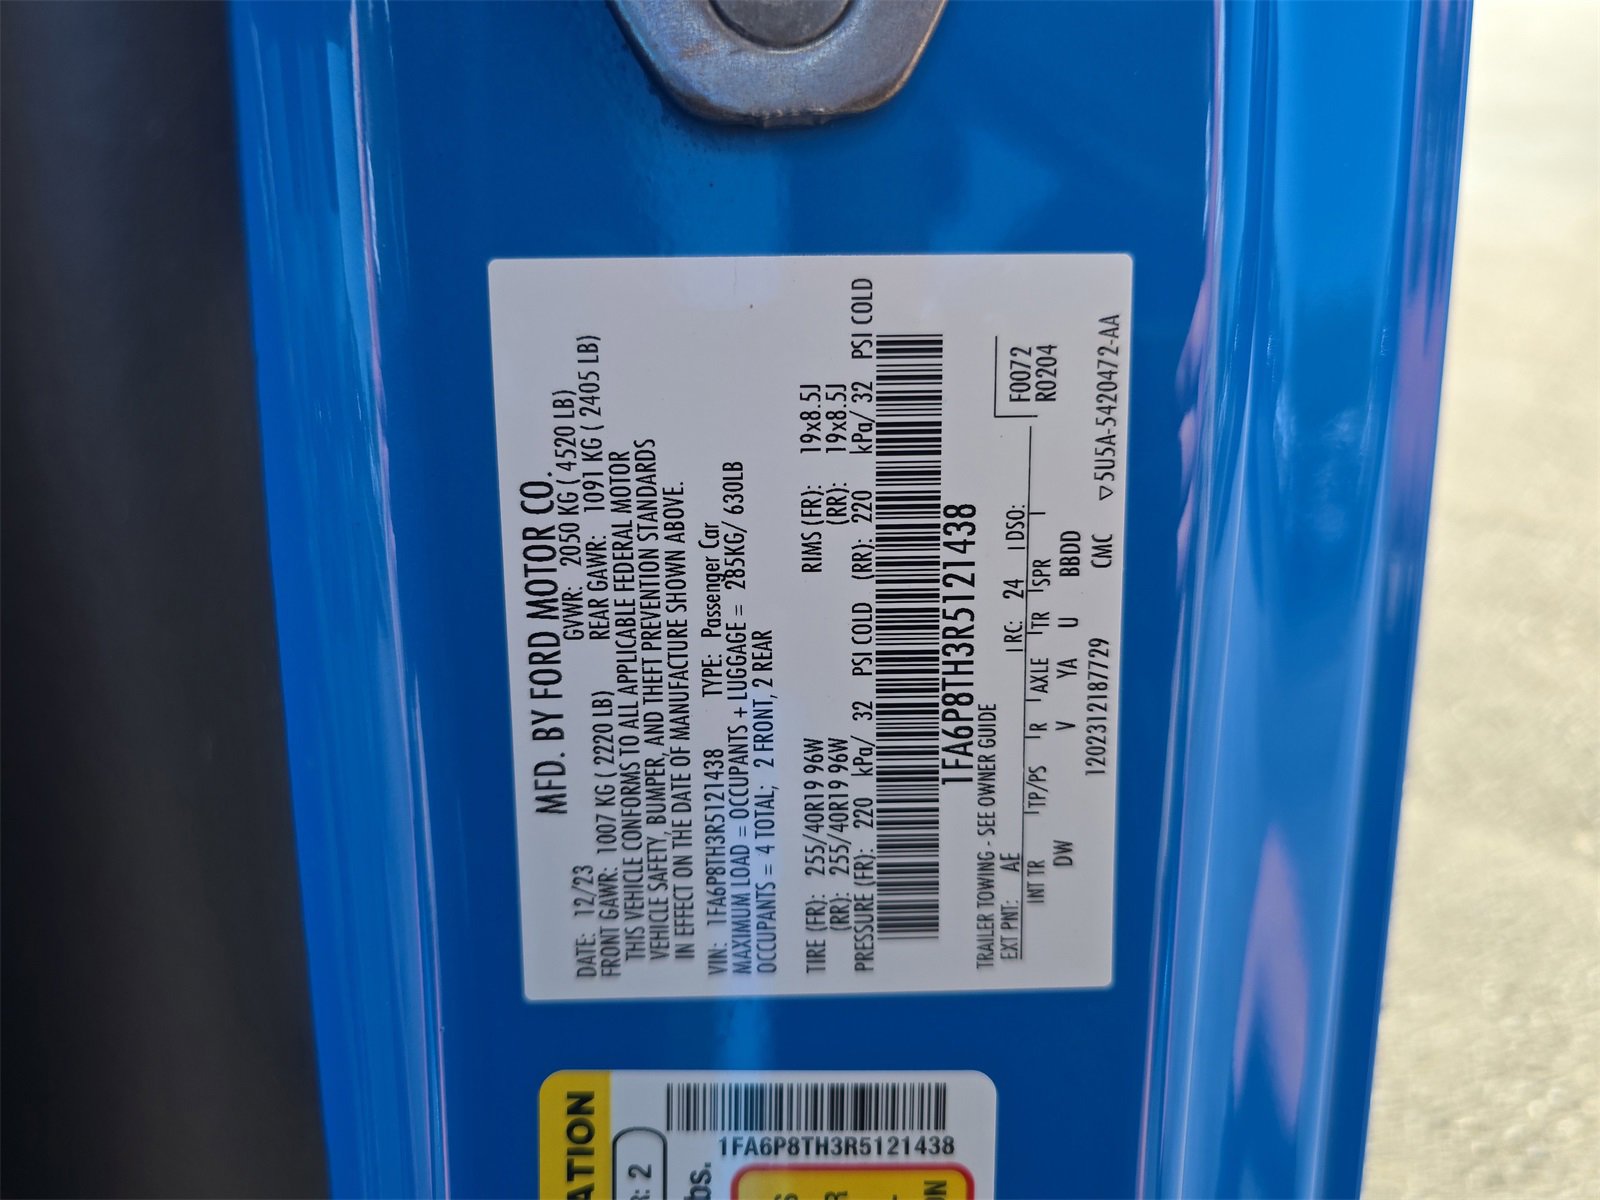 MFD. BY FORD MOTOR CO.
DATE: 12/23 GVWR: 2050 KG ( 4520 LB)
FRONT GAWR: 1007 KG ( 2220 LB) REAR GAWR: 1091 KG ( 2405 LB)
THIS VEHICLE CONFORMS TO ALL APPLICABLE FEDERAL MOTOR
VEHICLE SAFETY, BUMPER, AND THEFT PREVENTION STANDARDS
IN EFFECT ON THE DATE OF MANUFACTURE SHOWN ABOVE.
VIN: 1FA6P8TH3R5121438 TYPE: Passenger Car
MAXIMUM LOAD = OCCUPANTS + LUGGAGE = 285KG/ 630LB
OCCUPANTS = 4 TOTAL; 2 FRONT, 2 REAR
TIRE (FR): 255/40R19 96W RIMS (FR): 19x8.5J
(RR): 255/40R19 96W (RR): 19x8.5J
PRESSURE (FR): 220 kPa/ 32 PSI COLD (RR): 220 kPa/ 32 PSI COLD
1FA6P8TH3R5121438
TRAILER TOWING - SEE OWNER GUIDE
EXT PNT: AE RC: 24 DSO: F0072
R0204
INT TR TP/PS R AXLE TR SPR
DW V YA U BBDD
1202312187729 CMC ▽5U5A-5420472-AA
ATION
R: 2
1FA6P8TH3R5121438
bs.